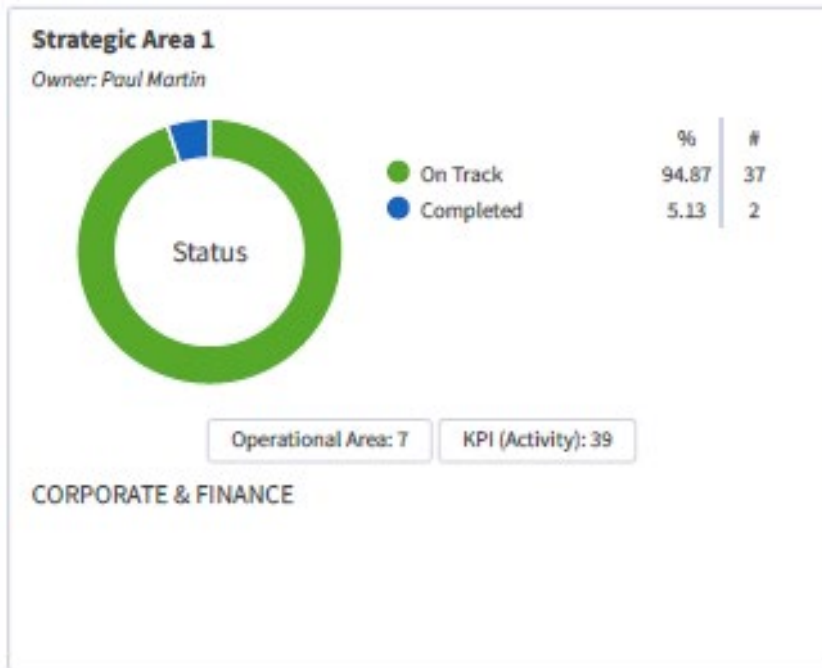 Strategic Area 1
Owner: Paul Martin
% #
On Track 94.87 37
Completed 5.13 2
Status
Operational Area: 7 KPI (Activity): 39
CORPORATE & FINANCE